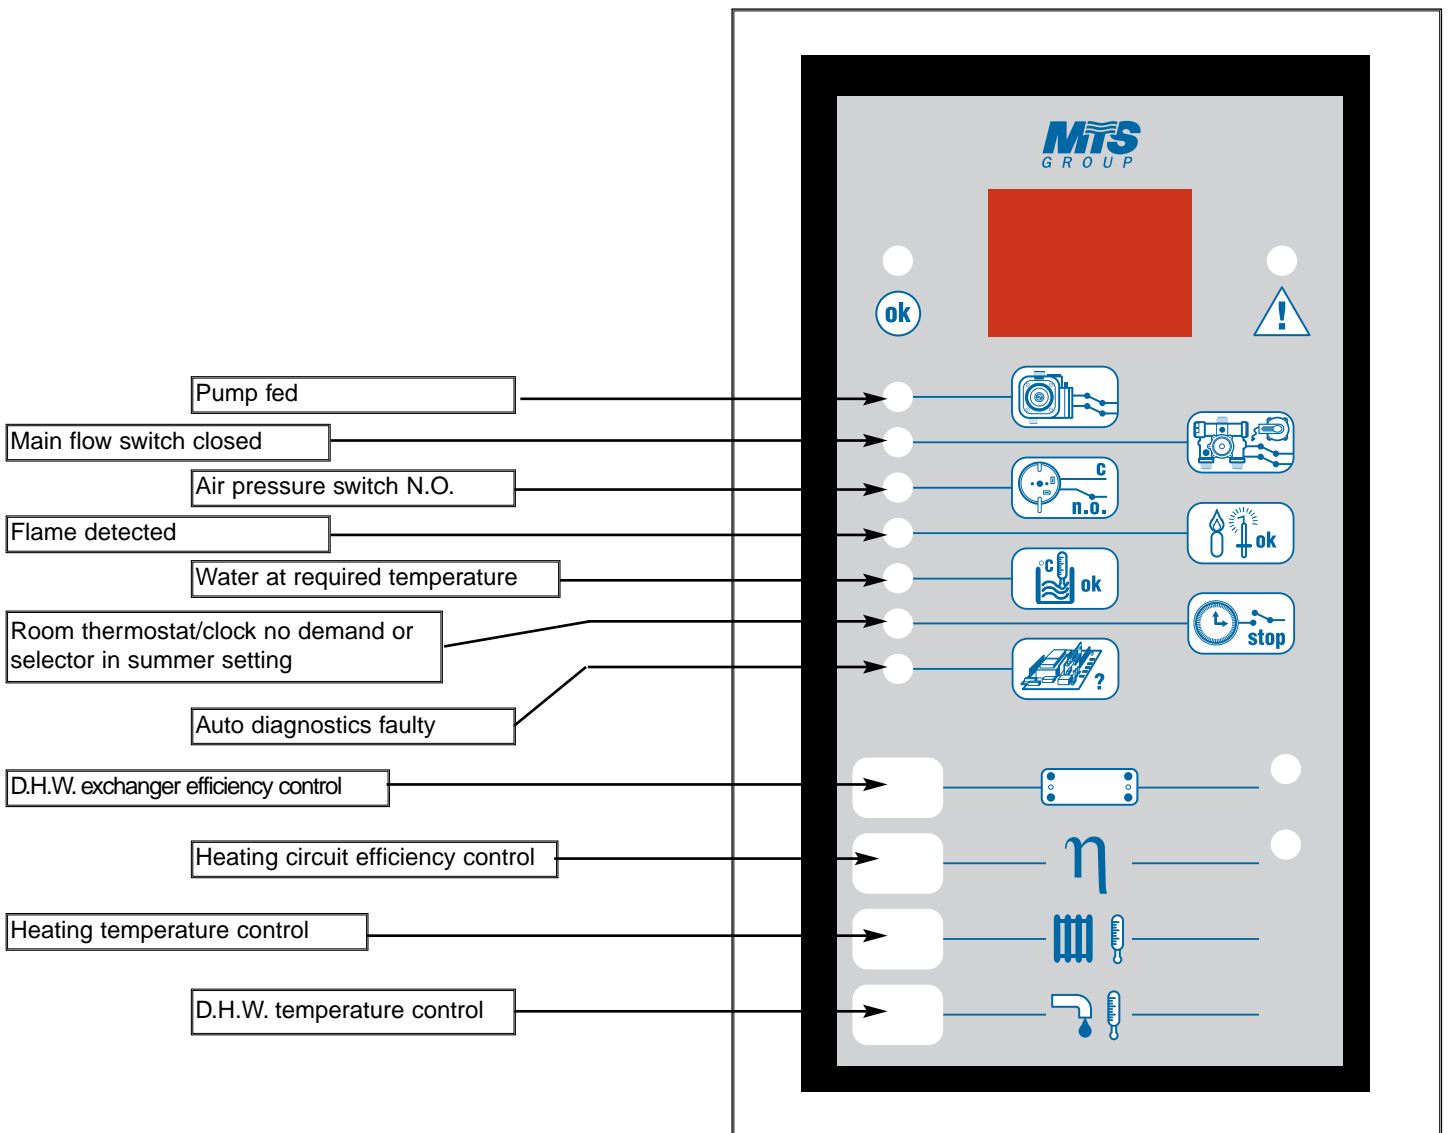 MTS
GROUP
ok
!
Pump fed
Main flow switch closed
C
Air pressure switch N.O.
n.o.
Flame detected
ok
°C
Water at required temperature
ok
Room thermostat/clock no demand or
selector in summer setting
stop
?
Auto diagnostics faulty
D.H.W. exchanger efficiency control
Heating circuit efficiency control
η
Heating temperature control
D.H.W. temperature control